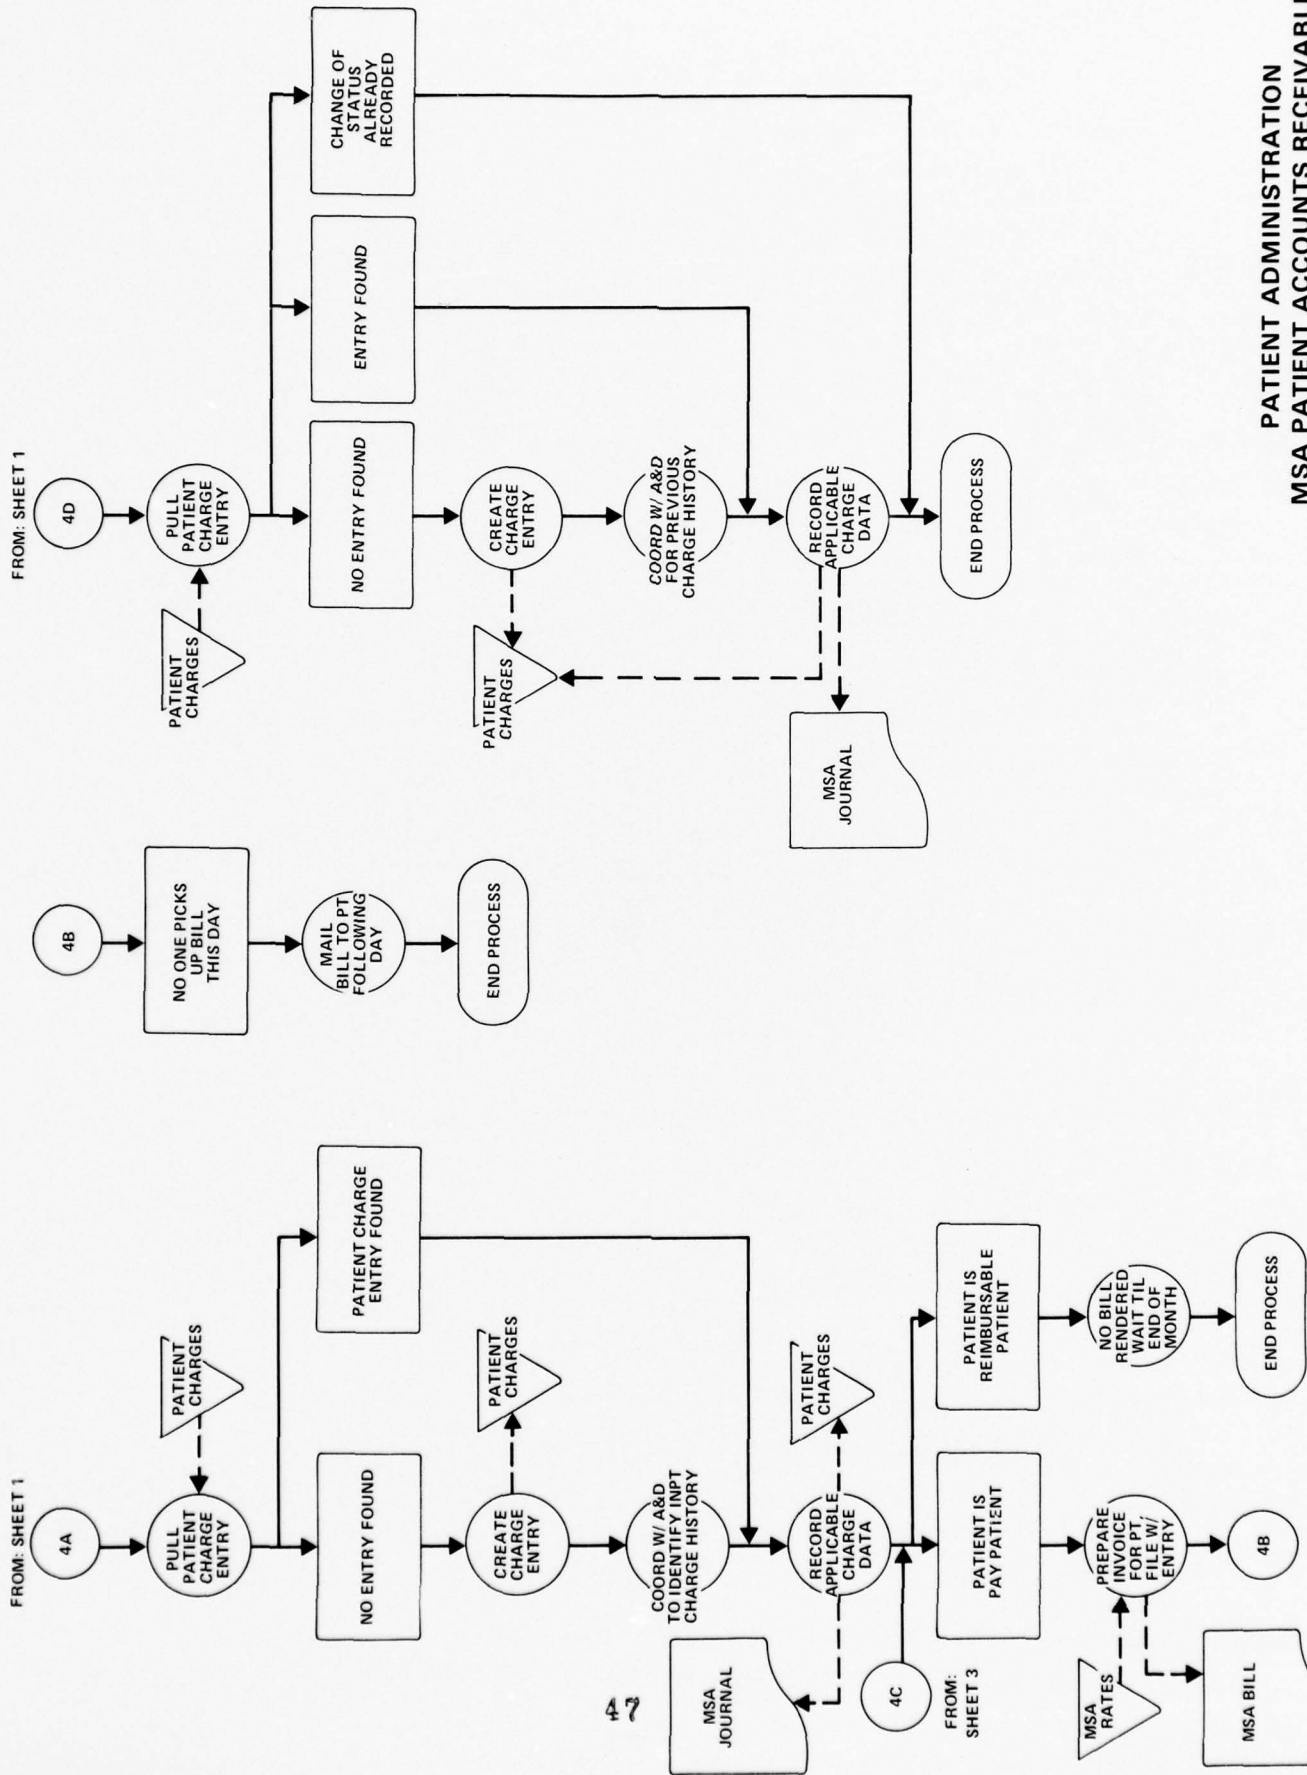 FROM: SHEET 1
4A
PULL
PATIENT
CHARGE
ENTRY
PATIENT
CHARGES
NO ENTRY FOUND
PATIENT CHARGE
ENTRY FOUND
CREATE
CHARGE
ENTRY
PATIENT
CHARGES
COORD W/ A&D
TO IDENTIFY INPT
CHARGE HISTORY
RECORD
APPLICABLE
CHARGE
DATA
PATIENT
CHARGES
MSA
JOURNAL
4C
FROM:
SHEET 3
PATIENT IS
PAY PATIENT
PATIENT IS
REIMBURSABLE
PATIENT
PREPARE
INVOICE
FOR PT
FILE W/
ENTRY
MSA
RATES
MSA BILL
4B
NO BILL
RENDERED
WAIT TIL
END OF
MONTH
END PROCESS
4B
NO ONE PICKS
UP BILL
THIS DAY
MAIL
BILL TO PT
FOLLOWING
DAY
END PROCESS
FROM: SHEET 1
4D
PULL
PATIENT
CHARGE
ENTRY
PATIENT
CHARGES
NO ENTRY FOUND
ENTRY FOUND
CHANGE OF
STATUS
ALREADY
RECORDED
CREATE
CHARGE
ENTRY
PATIENT
CHARGES
COORD W/ A&D
FOR PREVIOUS
CHARGE HISTORY
RECORD
APPLICABLE
CHARGE
DATA
MSA
JOURNAL
END PROCESS
PATIENT ADMINISTRATION
MSA PATIENT ACCOUNTS
47